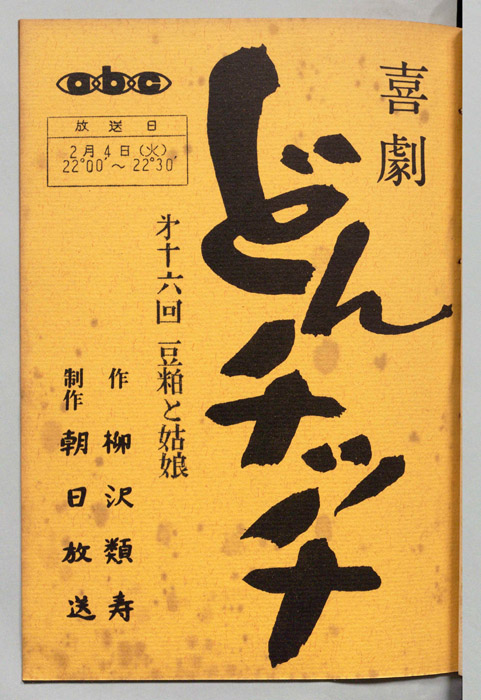 喜劇
どんチッチ
abc
放送日
2月4日(火)
22°00′～22°30′
才十六回 豆粕と姑娘
作 柳沢類寿
制作 朝日放送